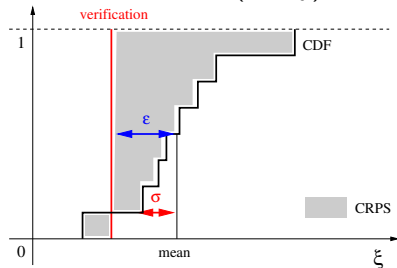 verification
1
CDF
ε
σ
CRPS
0
mean
ξ